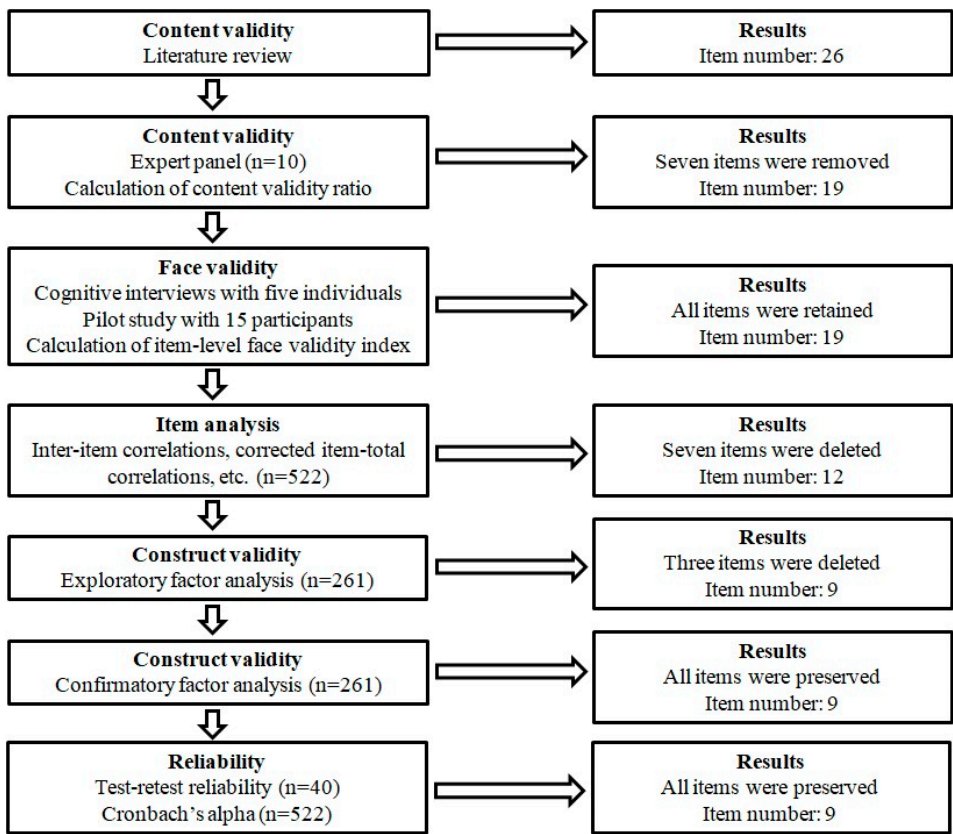 Content validity
Literature review
Results
Item number: 26
Content validity
Expert panel (n=10)
Calculation of content validity ratio
Results
Seven items were removed
Item number: 19
Face validity
Cognitive interviews with five individuals
Pilot study with 15 participants
Calculation of item-level face validity index
Results
All items were retained
Item number: 19
Item analysis
Inter-item correlations, corrected item-total
correlations, etc. (n=522)
Results
Seven items were deleted
Item number: 12
Construct validity
Exploratory factor analysis (n=261)
Results
Three items were deleted
Item number: 9
Construct validity
Confirmatory factor analysis (n=261)
Results
All items were preserved
Item number: 9
Reliability
Test-retest reliability (n=40)
Cronbach’s alpha (n=522)
Results
All items were preserved
Item number: 9